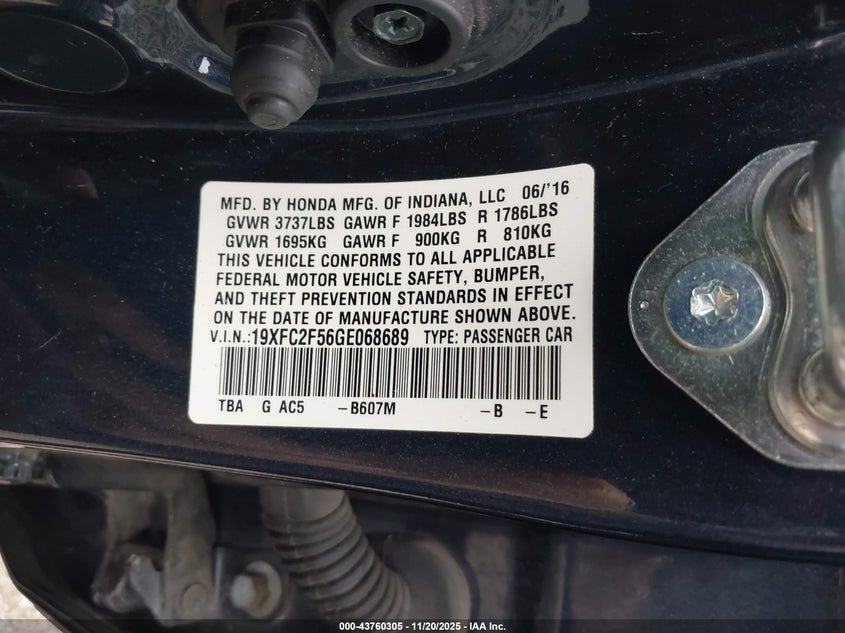 MFD. BY HONDA MFG. OF INDIANA, LLC 06/'16
GVWR 3737LBS GAWR F 1984LBS R 1786LBS
GVWR 1695KG GAWR F 900KG R 810KG
THIS VEHICLE CONFORMS TO ALL APPLICABLE
FEDERAL MOTOR VEHICLE SAFETY, BUMPER,
AND THEFT PREVENTION STANDARDS IN EFFECT
ON THE DATE OF MANUFACTURE SHOWN ABOVE.
V.I.N.:19XFC2F56GE068689 TYPE: PASSENGER CAR
TBA G AC5 -B607M -B -E
000-43760305 - 11/20/2025 - IAA Inc.